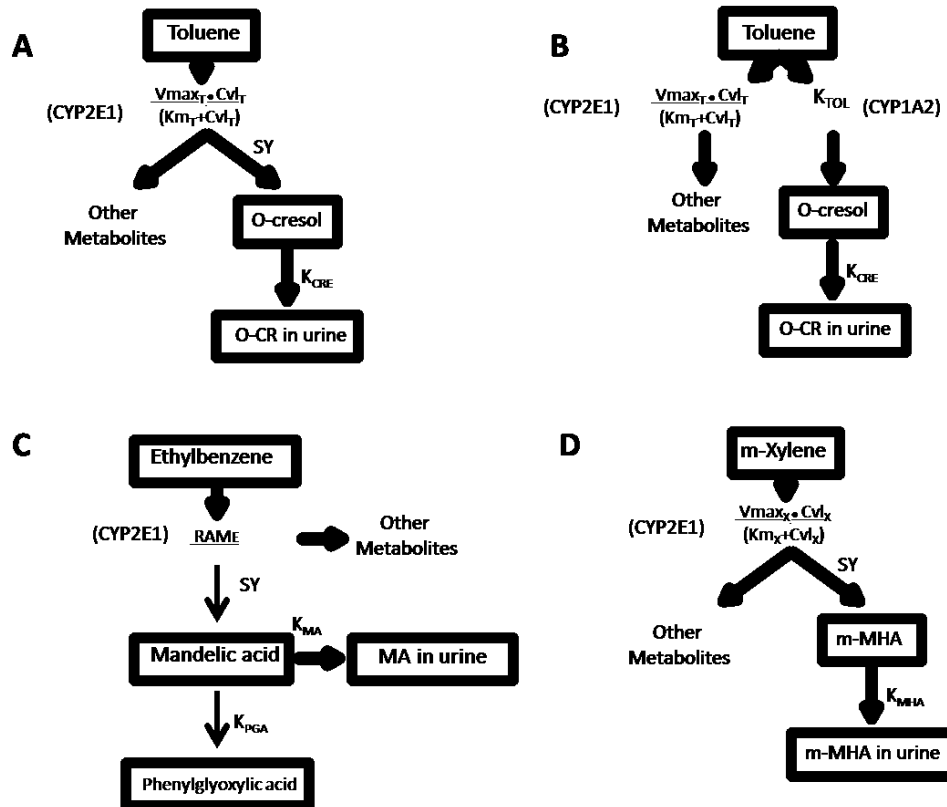 A
Toluene
(CYP2E1)
Vmax_T • Cvl_T
(Km_T+Cvl_T)
SY
Other
Metabolites
O-cresol
K_CRE
O-CR in urine
B
Toluene
(CYP2E1)
Vmax_T • Cvl_T
(Km_T+Cvl_T)
K_TOL
(CYP1A2)
Other
Metabolites
O-cresol
K_CRE
O-CR in urine
C
Ethylbenzene
(CYP2E1)
RAM_E
Other
Metabolites
SY
Mandelic acid
K_MA
MA in urine
K_PGA
Phenylglyoxylic acid
D
m-Xylene
(CYP2E1)
Vmax_X • Cvl_X
(Km_X+Cvl_X)
SY
Other
Metabolites
m-MHA
K_MHA
m-MHA in urine